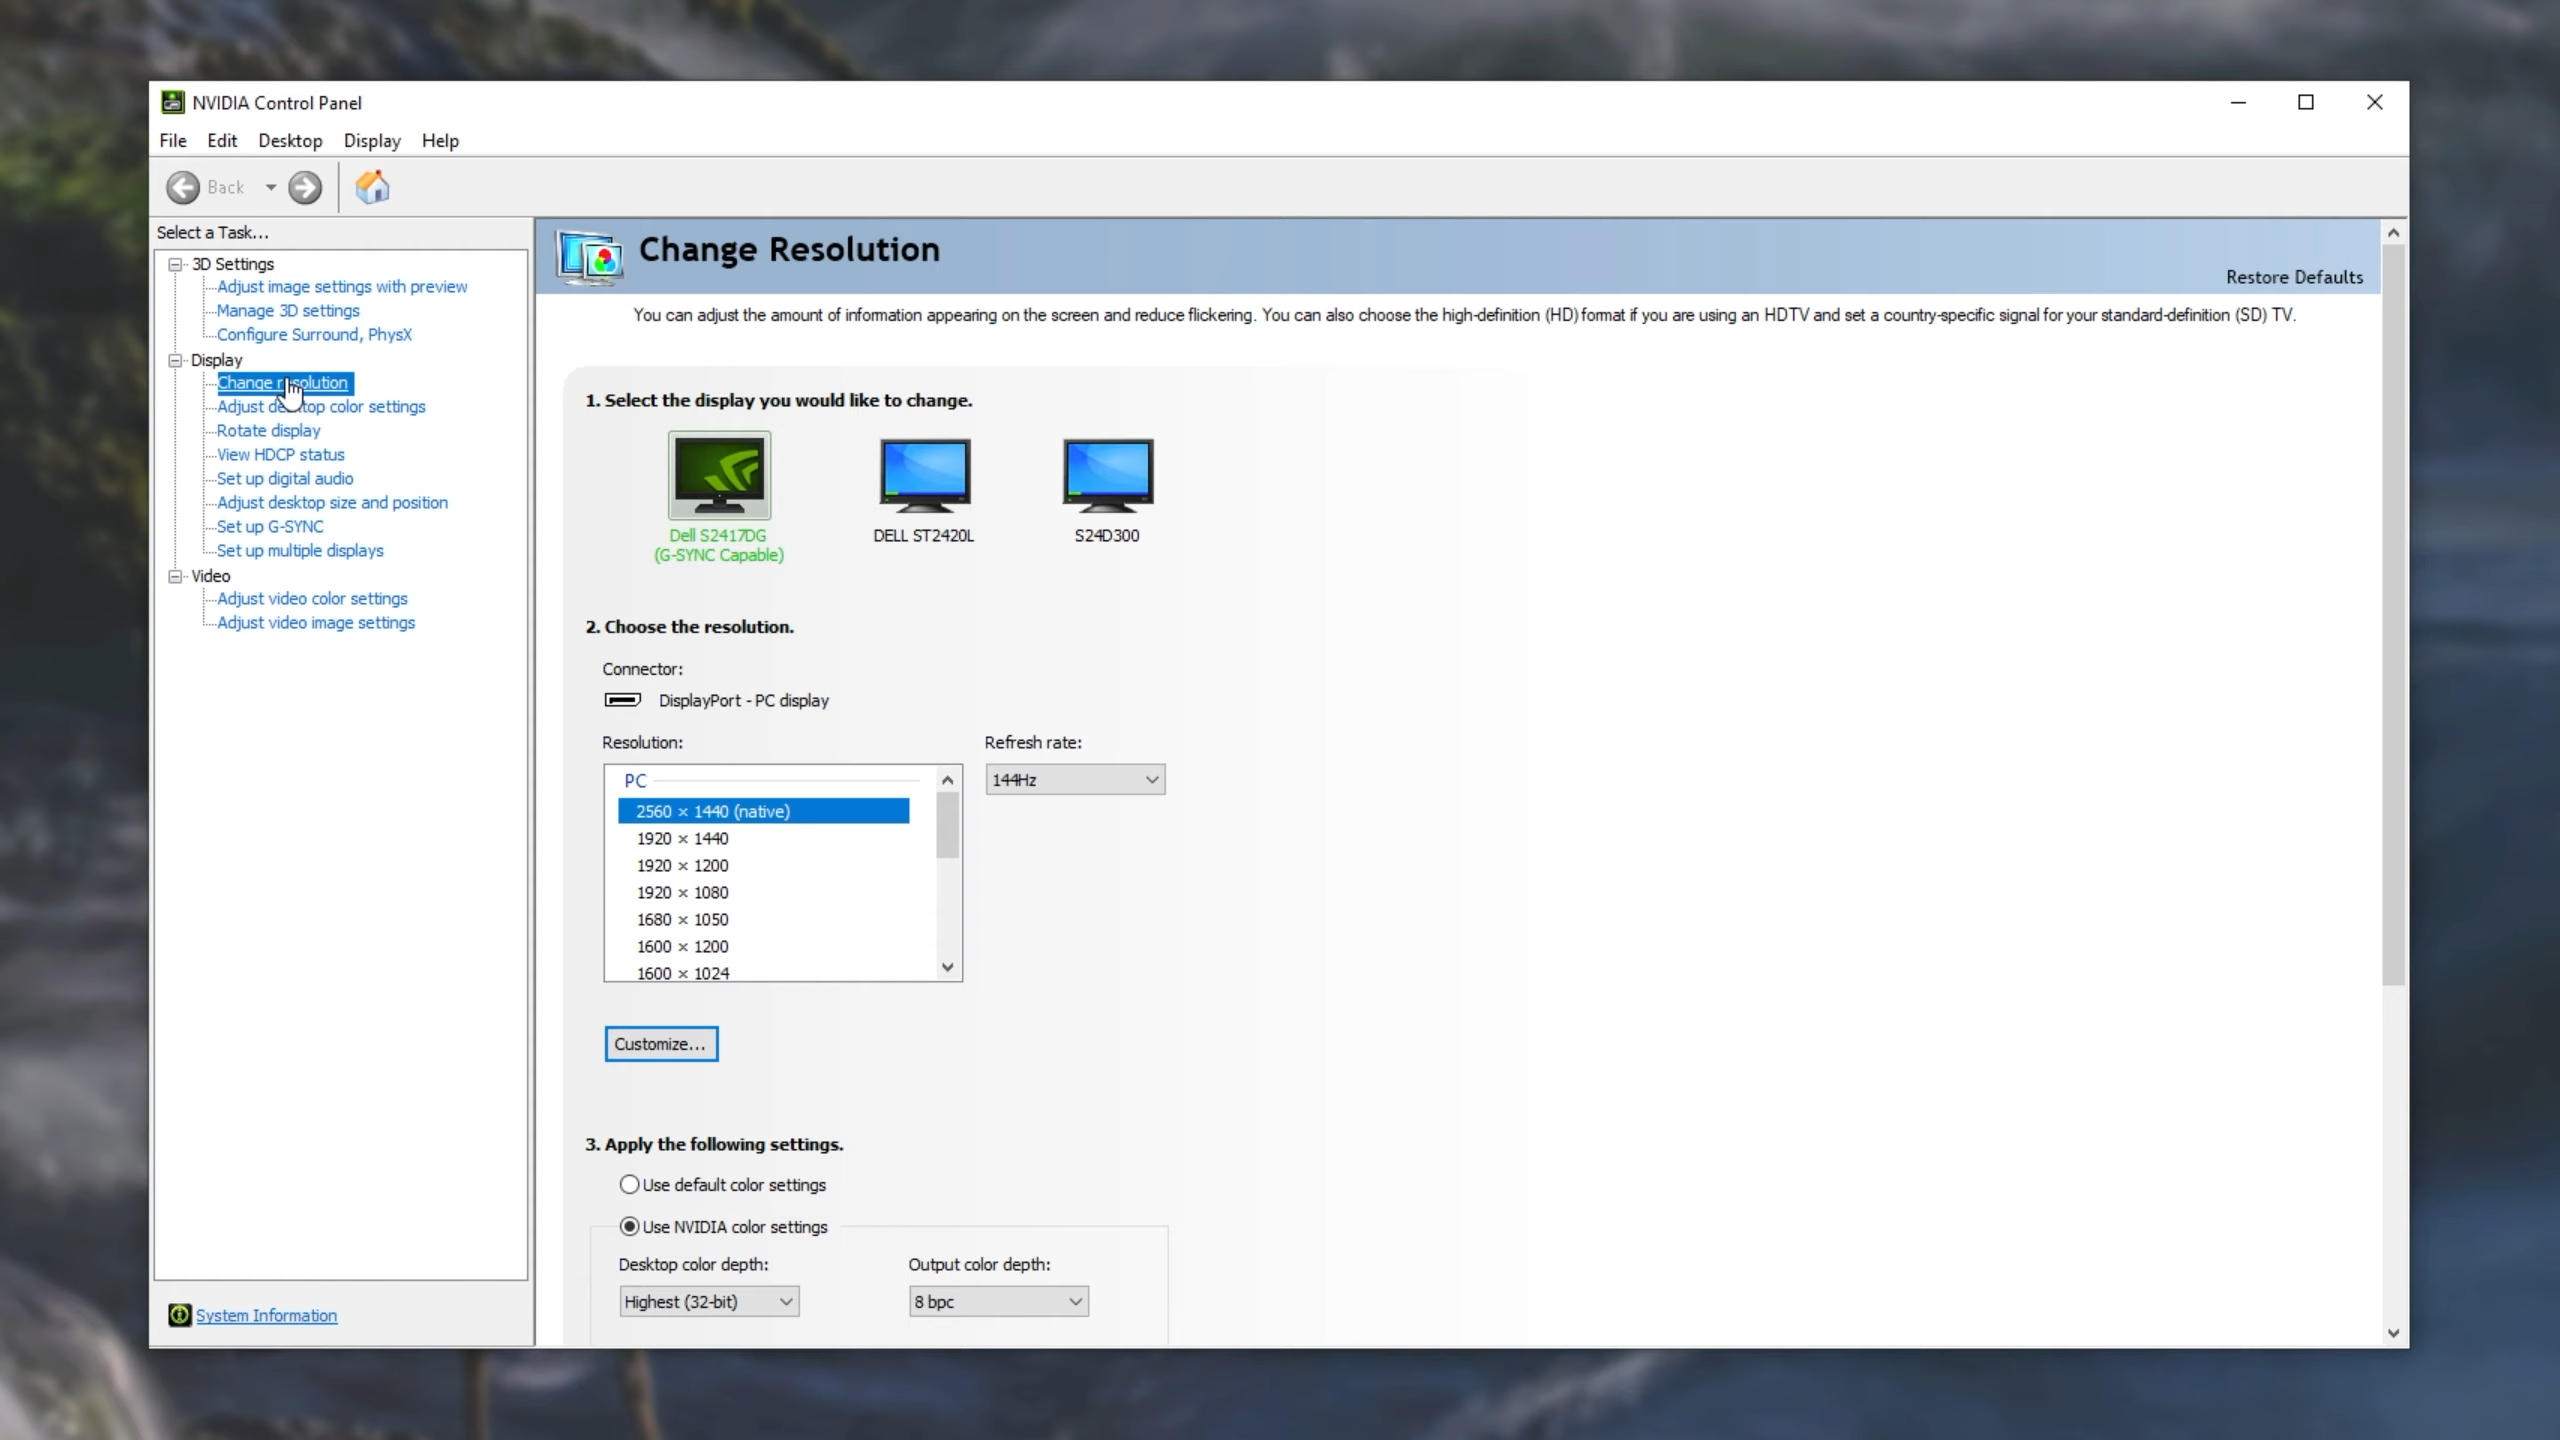 NVIDIA Control Panel
File Edit Desktop Display Help
Back
Select a Task...
3D Settings
Adjust image settings with preview
Manage 3D settings
Configure Surround, PhysX
Display
Change resolution
Adjust desktop color settings
Rotate display
View HDCP status
Set up digital audio
Adjust desktop size and position
Set up G-SYNC
Set up multiple displays
Video
Adjust video color settings
Adjust video image settings
System Information
Change Resolution
Restore Defaults
You can adjust the amount of information appearing on the screen and reduce flickering. You can also choose the high-definition (HD) format if you are using an HDTV and set a country-specific signal for your standard-definition (SD) TV.
1. Select the display you would like to change.
Dell S2417DG
(G-SYNC Capable)
DELL ST2420L
S24D300
2. Choose the resolution.
Connector:
DisplayPort - PC display
Resolution:
Refresh rate:
PC
144Hz
2560 × 1440 (native)
1920 × 1440
1920 × 1200
1920 × 1080
1680 × 1050
1600 × 1200
1600 × 1024
Customize...
3. Apply the following settings.
Use default color settings
Use NVIDIA color settings
Desktop color depth:
Output color depth:
Highest (32-bit)
8 bpc